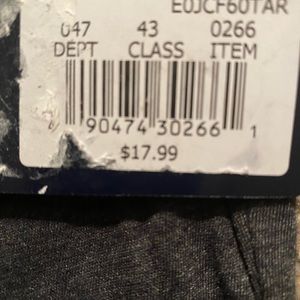 E0JCF60TAR
047 43 0266
DEPT CLASS ITEM
90474 30266 1
$17.99